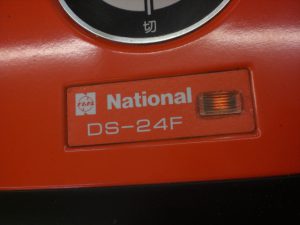 切
National
DS-24F